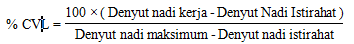 % CVL = 100 × ( Denyut nadi kerja - Denyut Nadi Istirahat )
Denyut nadi maksimum - Denyut nadi istirahat